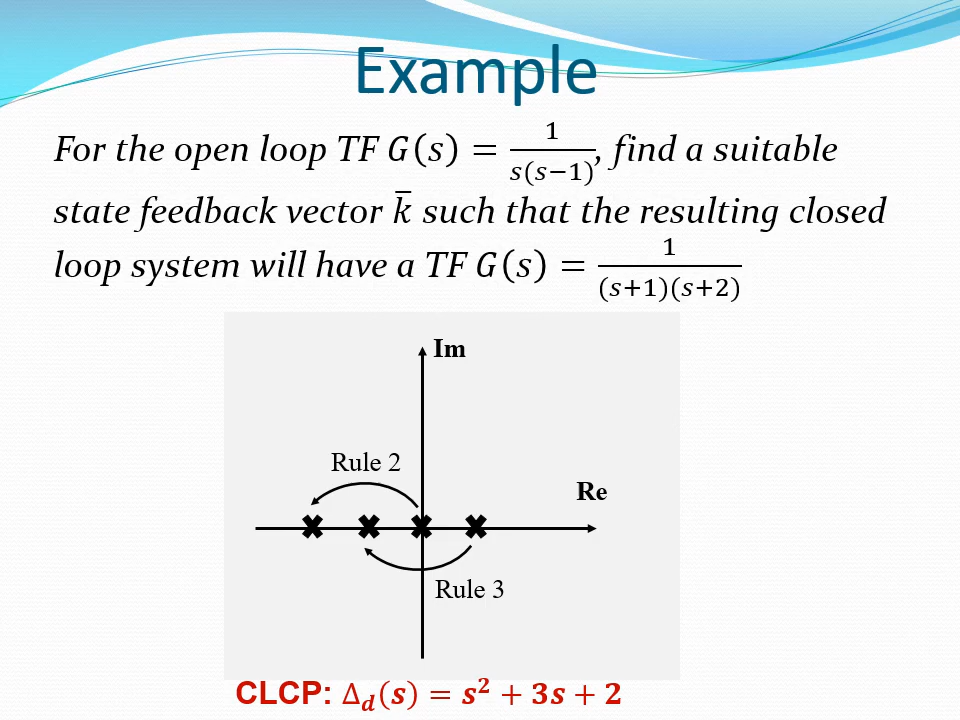 Example
For the open loop TF G(s) = 1/(s(s−1)), find a suitable
state feedback vector k̄ such that the resulting closed
loop system will have a TF G(s) = 1/((s+1)(s+2))
Im
Rule 2
Re
Rule 3
CLCP: Δ_d(s) = s² + 3s + 2